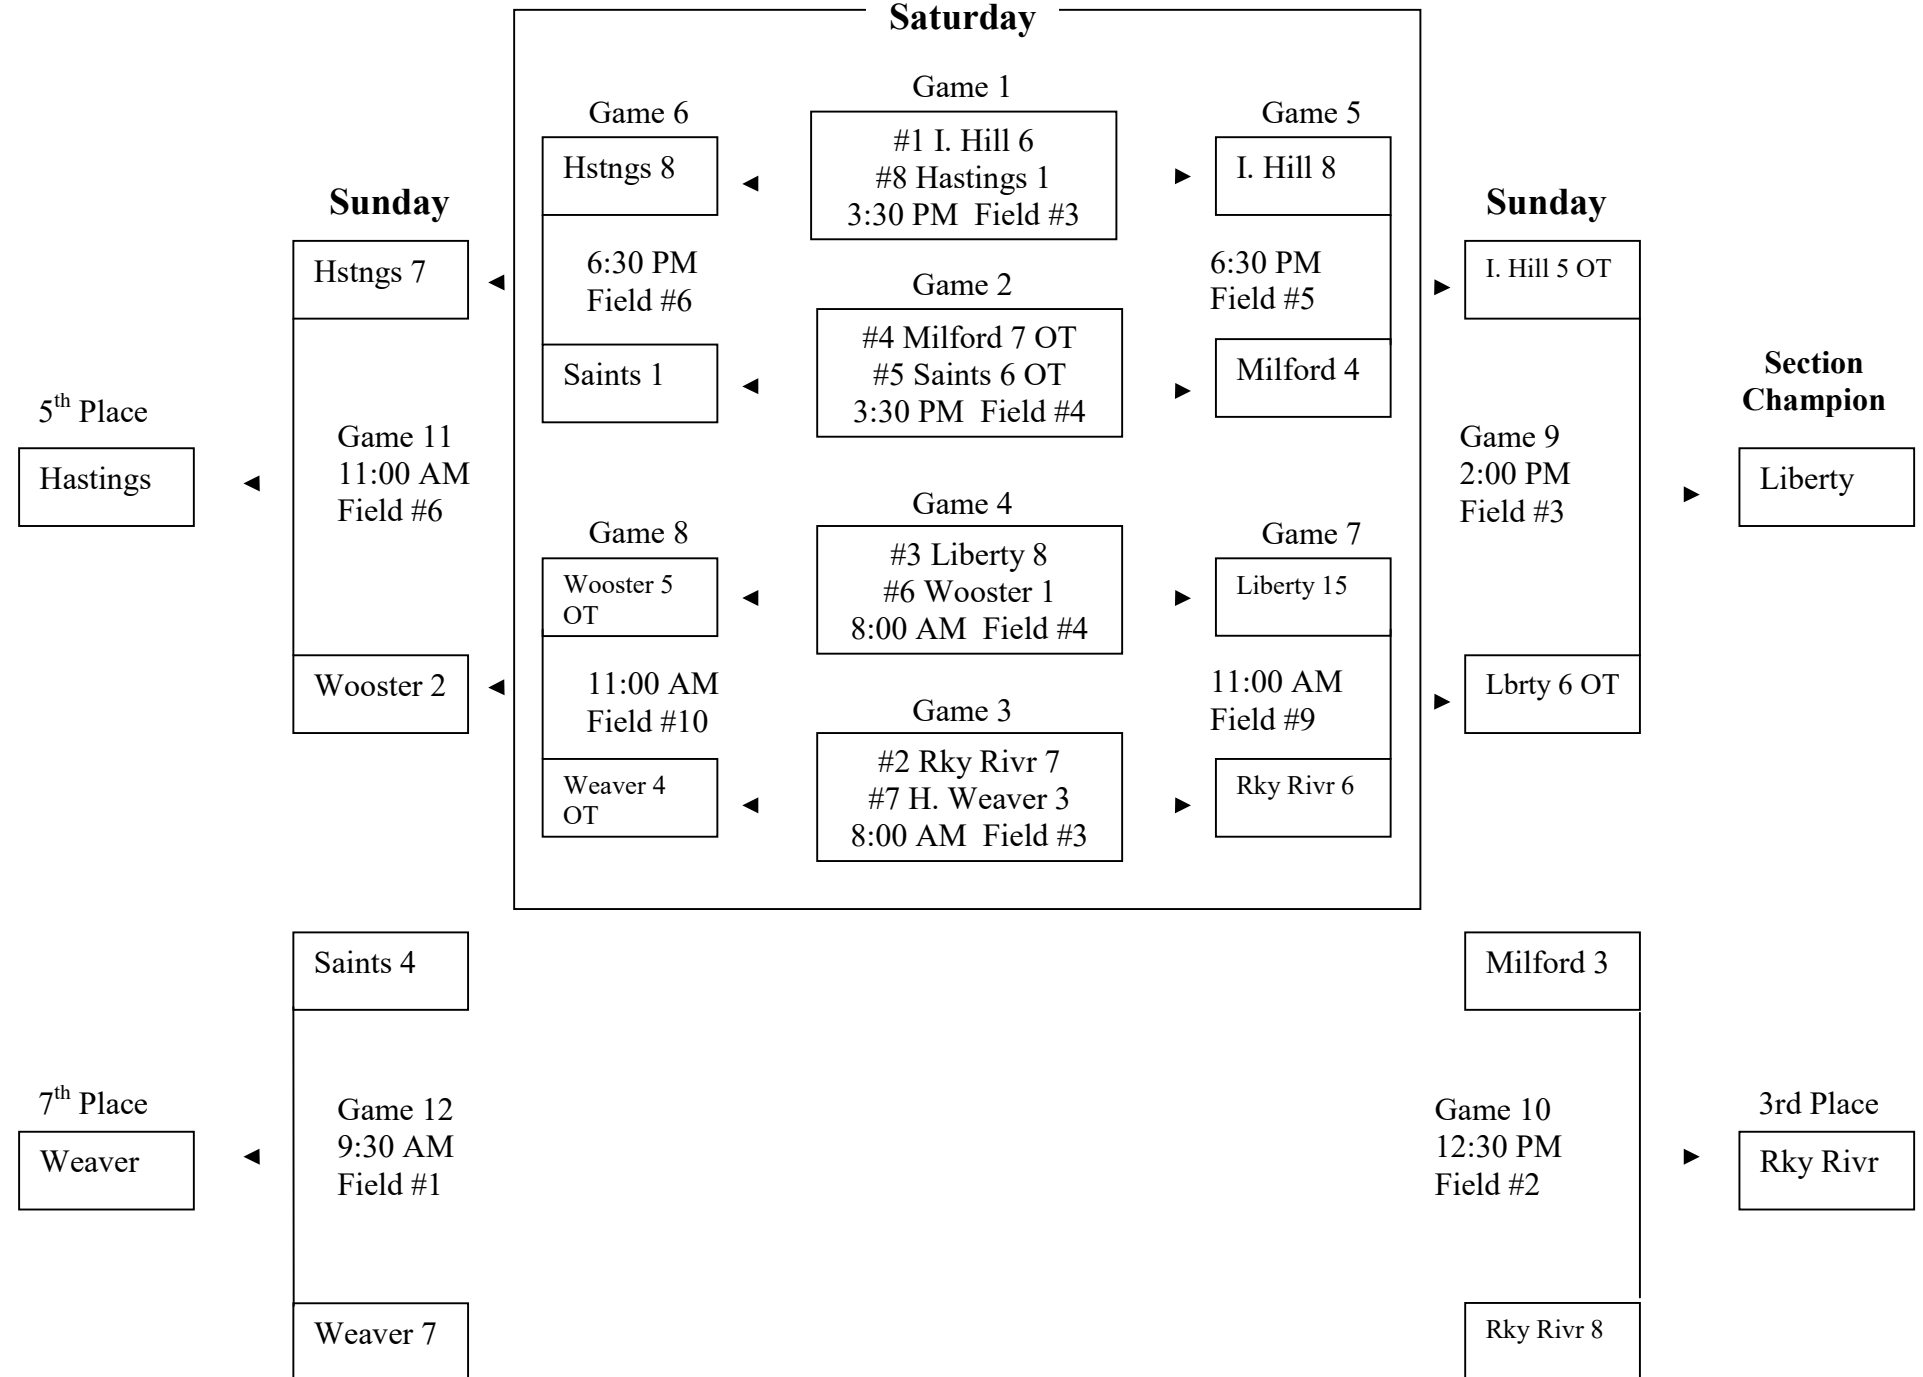 Saturday
Game 1
Game 6
Game 5
#1 I. Hill 6
#8 Hastings 1
3:30 PM  Field #3
Hstngs 8
I. Hill 8
Sunday
Sunday
Hstngs 7
6:30 PM
Field #6
Game 2
6:30 PM
Field #5
I. Hill 5 OT
#4 Milford 7 OT
#5 Saints 6 OT
3:30 PM  Field #4
Saints 1
Milford 4
Section
Champion
5th Place
Hastings
Game 11
11:00 AM
Field #6
Game 9
2:00 PM
Field #3
Liberty
Game 4
Game 8
Game 7
#3 Liberty 8
#6 Wooster 1
8:00 AM  Field #4
Wooster 5
OT
Liberty 15
Wooster 2
11:00 AM
Field #10
11:00 AM
Field #9
Lbrty 6 OT
Game 3
#2 Rky Rivr 7
#7 H. Weaver 3
8:00 AM  Field #3
Weaver 4
OT
Rky Rivr 6
Saints 4
Milford 3
7th Place
Weaver
Game 12
9:30 AM
Field #1
Game 10
12:30 PM
Field #2
3rd Place
Rky Rivr
Weaver 7
Rky Rivr 8